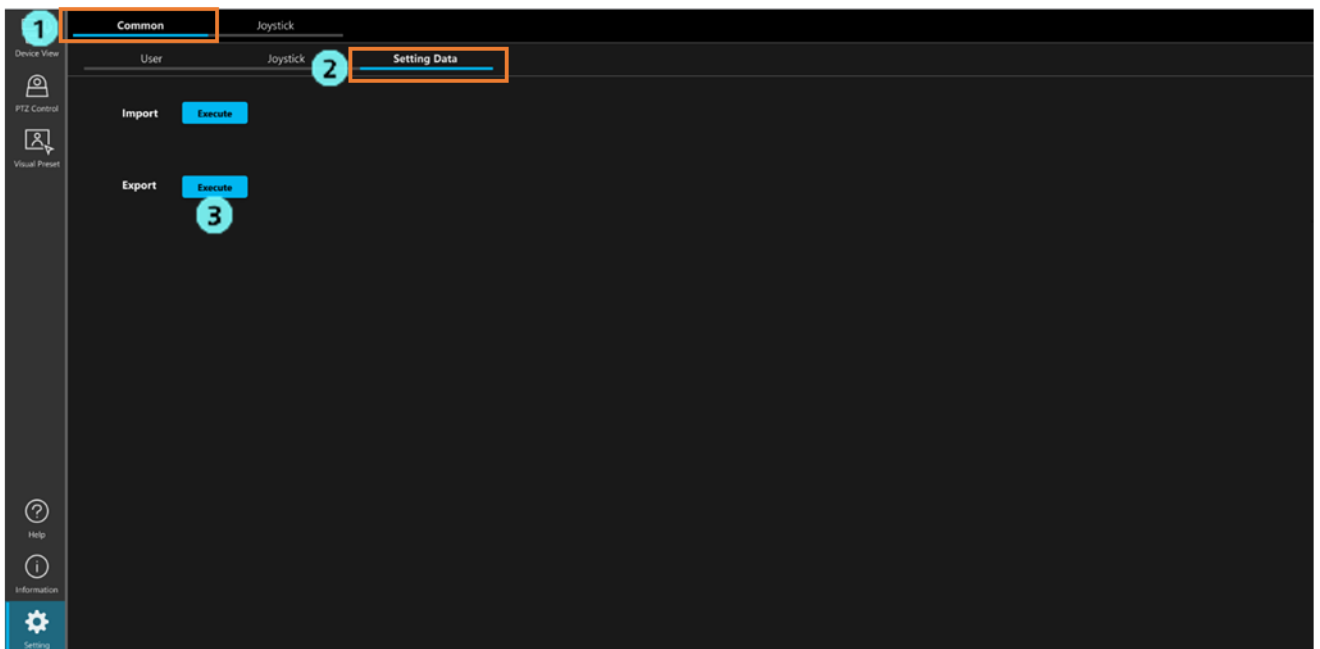 1
Common
Joystick
Device View
User
Joystick
2
Setting Data
PTZ Control
Import
Execute
Visual Preset
Export
Execute
3
Help
Information
Setting